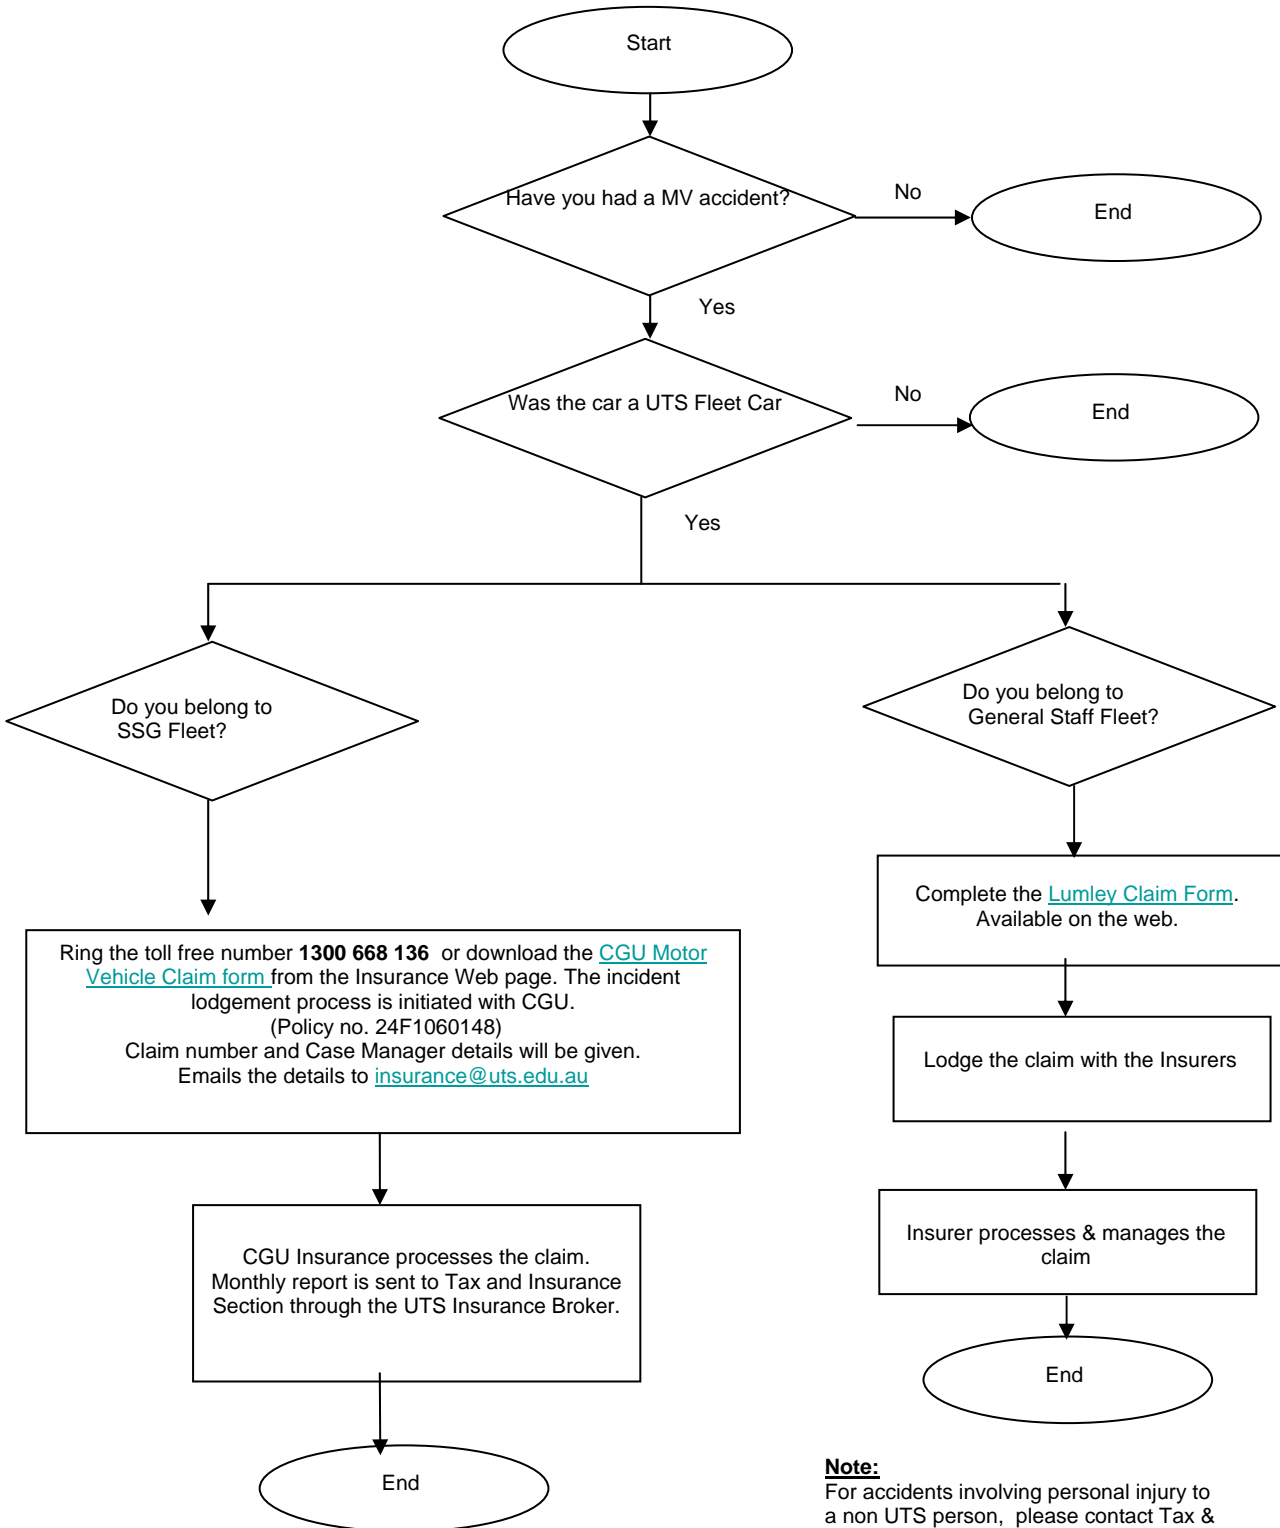 Start
Have you had a MV accident?
No
End
Yes
Was the car a UTS Fleet Car
No
End
Yes
Do you belong to
SSG Fleet?
Do you belong to
General Staff Fleet?
Ring the toll free number 1300 668 136 or download the CGU Motor
Vehicle Claim form from the Insurance Web page. The incident
lodgement process is initiated with CGU.
(Policy no. 24F1060148)
Claim number and Case Manager details will be given.
Emails the details to insurance@uts.edu.au
Complete the Lumley Claim Form.
Available on the web.
Lodge the claim with the Insurers
CGU Insurance processes the claim.
Monthly report is sent to Tax and Insurance
Section through the UTS Insurance Broker.
Insurer processes & manages the
claim
End
End
Note:
For accidents involving personal injury to
a non UTS person, please contact Tax &